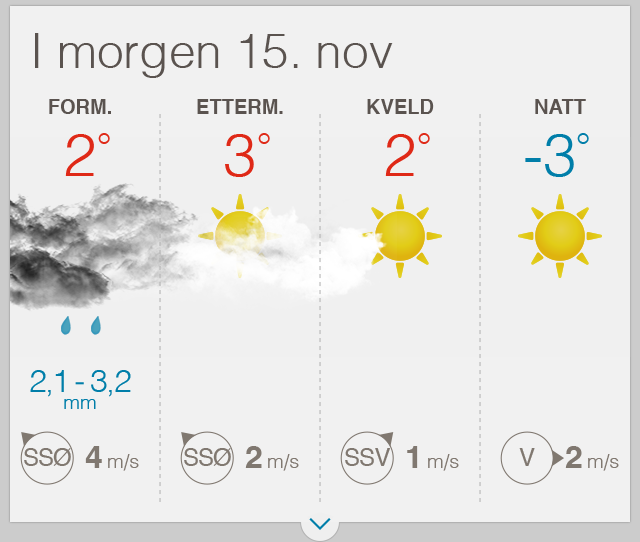 I morgen 15. nov
FORM. ETTERM. KVELD NATT
2° 3° 2° -3°
2,1 - 3,2
mm
SSØ 4 m/s SSØ 2 m/s SSV 1 m/s V 2 m/s